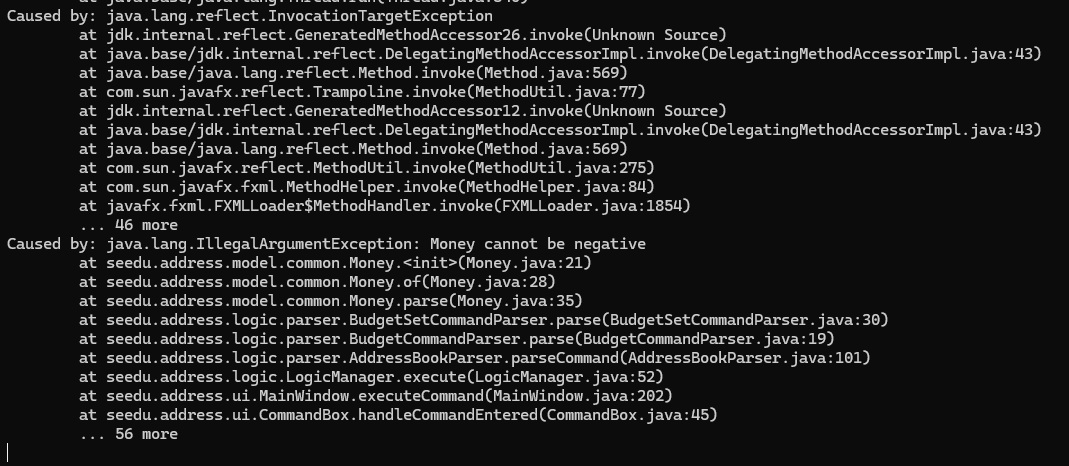 Caused by: java.lang.reflect.InvocationTargetException
at jdk.internal.reflect.GeneratedMethodAccessor26.invoke(Unknown Source)
at java.base/jdk.internal.reflect.DelegatingMethodAccessorImpl.invoke(DelegatingMethodAccessorImpl.java:43)
at java.base/java.lang.reflect.Method.invoke(Method.java:569)
at com.sun.javafx.reflect.Trampoline.invoke(MethodUtil.java:77)
at jdk.internal.reflect.GeneratedMethodAccessor12.invoke(Unknown Source)
at java.base/jdk.internal.reflect.DelegatingMethodAccessorImpl.invoke(DelegatingMethodAccessorImpl.java:43)
at java.base/java.lang.reflect.Method.invoke(Method.java:569)
at com.sun.javafx.reflect.MethodUtil.invoke(MethodUtil.java:275)
at com.sun.javafx.fxml.MethodHelper.invoke(MethodHelper.java:84)
at javafx.fxml.FXMLLoader$MethodHandler.invoke(FXMLLoader.java:1854)
... 46 more
Caused by: java.lang.IllegalArgumentException: Money cannot be negative
at seedu.address.model.common.Money.<init>(Money.java:21)
at seedu.address.model.common.Money.of(Money.java:28)
at seedu.address.model.common.Money.parse(Money.java:35)
at seedu.address.logic.parser.BudgetSetCommandParser.parse(BudgetSetCommandParser.java:30)
at seedu.address.logic.parser.BudgetCommandParser.parse(BudgetCommandParser.java:19)
at seedu.address.logic.parser.AddressBookParser.parseCommand(AddressBookParser.java:101)
at seedu.address.logic.LogicManager.execute(LogicManager.java:52)
at seedu.address.ui.MainWindow.executeCommand(MainWindow.java:202)
at seedu.address.ui.CommandBox.handleCommandEntered(CommandBox.java:45)
... 56 more